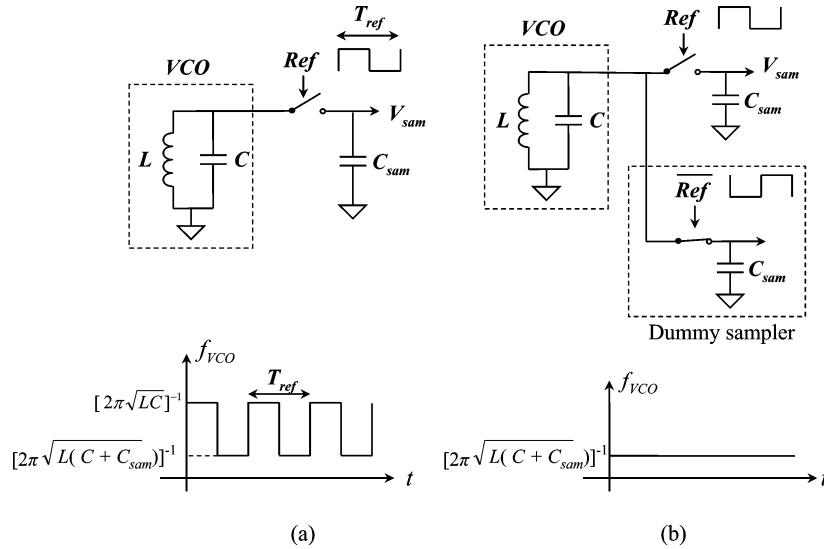 T_ref
VCO
Ref
V_sam
L
C
C_sam
VCO
Ref
V_sam
L
C
C_sam
\overline{Ref}
C_sam
Dummy sampler
f_VCO
T_ref
[2π√LC]⁻¹
[2π√L(C + C_sam)]⁻¹
t
(a)
f_VCO
[2π√L(C + C_sam)]⁻¹
t
(b)